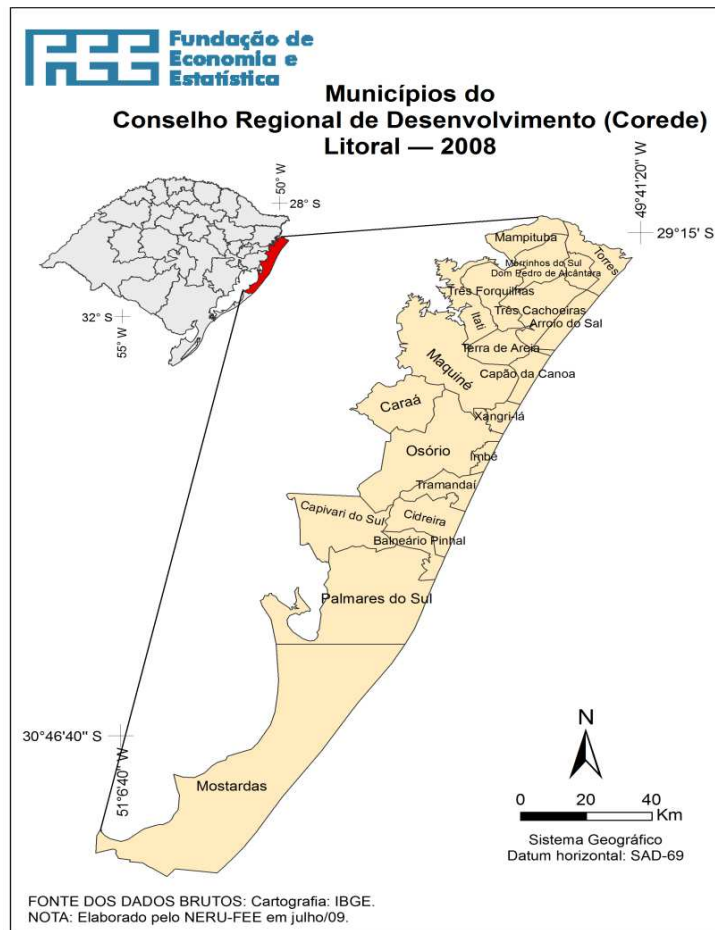 FEE
Fundação de
Economia e
Estatística
Municípios do
Conselho Regional de Desenvolvimento (Corede)
Litoral — 2008
50° W
28° S
49°41'20" W
29°15' S
32° S
55° W
Mampituba
Torres
Morrinhos do Sul
Dom Pedro de Alcântara
Três Forquilhas
Três Cachoeiras
Itati
Arroio do Sal
Terra de Areia
Maquiné
Capão da Canoa
Caraá
Xangri-lá
Osório
Imbé
Tramandaí
Capivari do Sul
Cidreira
Balneário Pinhal
Palmares do Sul
30°46'40" S
51°6'40" W
Mostardas
N
0 20 40
Km
Sistema Geográfico
Datum horizontal: SAD-69
FONTE DOS DADOS BRUTOS: Cartografia: IBGE.
NOTA: Elaborado pelo NERU-FEE em julho/09.